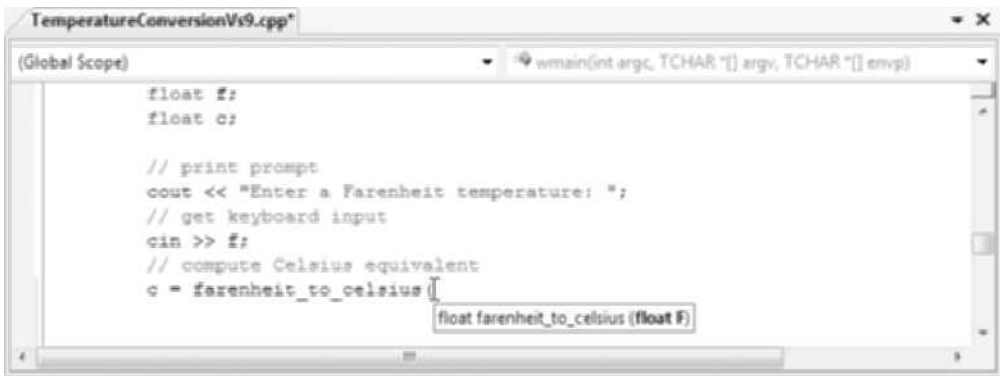 TemperatureConversionVs9.cpp*
(Global Scope)
wmain(int argc, TCHAR *[] argv, TCHAR *[] envp)
float f;
float c;
// print prompt
cout << "Enter a Farenheit temperature: ";
// get keyboard input
cin >> f;
// compute Celsius equivalent
c = farenheit_to_celsius(
float farenheit_to_celsius (float F)